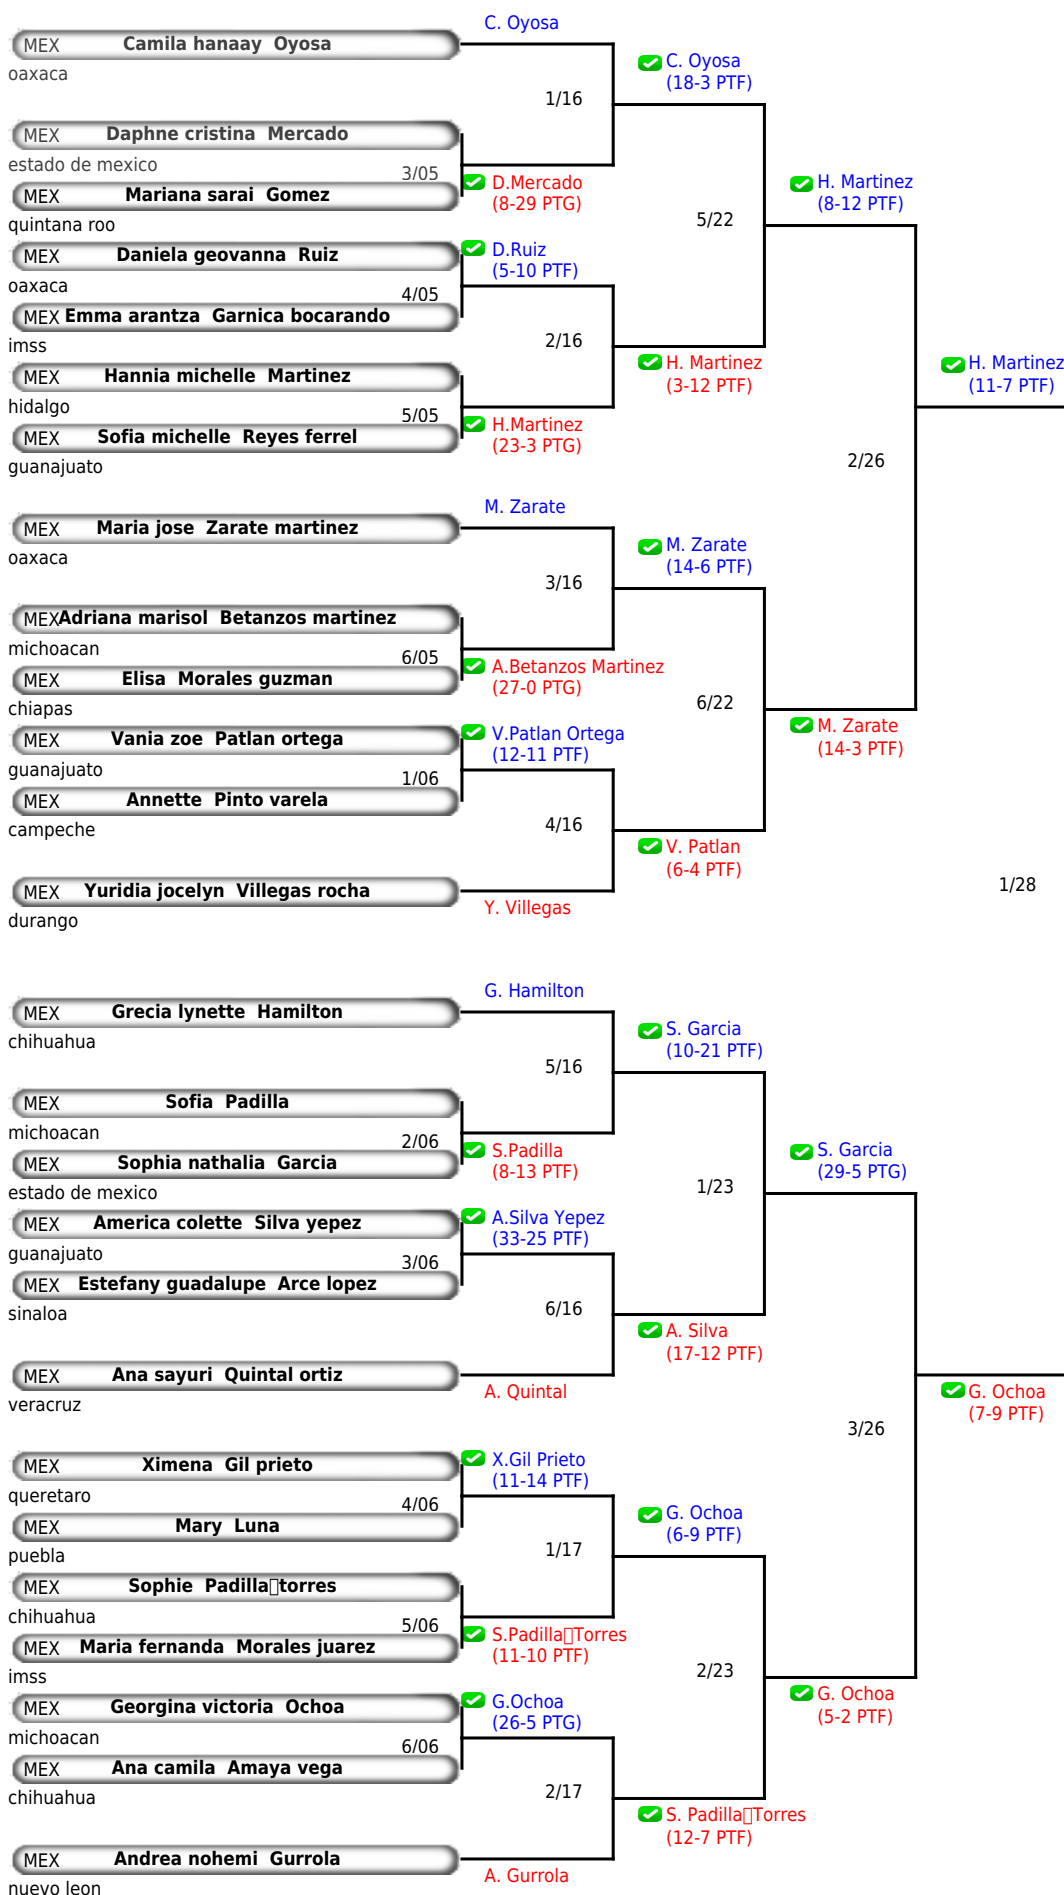 C. Oyosa
MEX Camila hanaay Oyosa
oaxaca
C. Oyosa
(18-3 PTF)
1/16
MEX Daphne cristina Mercado
estado de mexico
3/05
D.Mercado
(8-29 PTG)
MEX Mariana sarai Gomez
quintana roo
H. Martinez
(8-12 PTF)
5/22
MEX Daniela geovanna Ruiz
oaxaca
D.Ruiz
(5-10 PTF)
4/05
MEX Emma arantza Garnica bocarando
imss
2/16
H. Martinez
(3-12 PTF)
H. Martinez
(11-7 PTF)
MEX Hannia michelle Martinez
hidalgo
5/05
H.Martinez
(23-3 PTG)
MEX Sofia michelle Reyes ferrel
guanajuato
2/26
M. Zarate
MEX Maria jose Zarate martinez
oaxaca
M. Zarate
(14-6 PTF)
3/16
MEX Adriana marisol Betanzos martinez
michoacan
6/05
A.Betanzos Martinez
(27-0 PTG)
MEX Elisa Morales guzman
chiapas
6/22
M. Zarate
(14-3 PTF)
MEX Vania zoe Patlan ortega
guanajuato
V.Patlan Ortega
(12-11 PTF)
1/06
MEX Annette Pinto varela
campeche
4/16
V. Patlan
(6-4 PTF)
MEX Yuridia jocelyn Villegas rocha
durango
Y. Villegas
1/28
G. Hamilton
MEX Grecia lynette Hamilton
chihuahua
S. Garcia
(10-21 PTF)
5/16
MEX Sofia Padilla
michoacan
2/06
S.Padilla
(8-13 PTF)
MEX Sophia nathalia Garcia
estado de mexico
S. Garcia
(29-5 PTG)
1/23
MEX America colette Silva yepez
guanajuato
A.Silva Yepez
(33-25 PTF)
3/06
MEX Estefany guadalupe Arce lopez
sinaloa
6/16
A. Silva
(17-12 PTF)
MEX Ana sayuri Quintal ortiz
veracruz
A. Quintal
G. Ochoa
(7-9 PTF)
3/26
MEX Ximena Gil prieto
queretaro
X.Gil Prieto
(11-14 PTF)
4/06
MEX Mary Luna
puebla
G. Ochoa
(6-9 PTF)
1/17
MEX Sophie Padilla▯torres
chihuahua
5/06
S.Padilla▯Torres
(11-10 PTF)
MEX Maria fernanda Morales juarez
imss
2/23
G. Ochoa
(5-2 PTF)
MEX Georgina victoria Ochoa
michoacan
G.Ochoa
(26-5 PTG)
6/06
MEX Ana camila Amaya vega
chihuahua
2/17
S. Padilla▯Torres
(12-7 PTF)
MEX Andrea nohemi Gurrola
nuevo leon
A. Gurrola